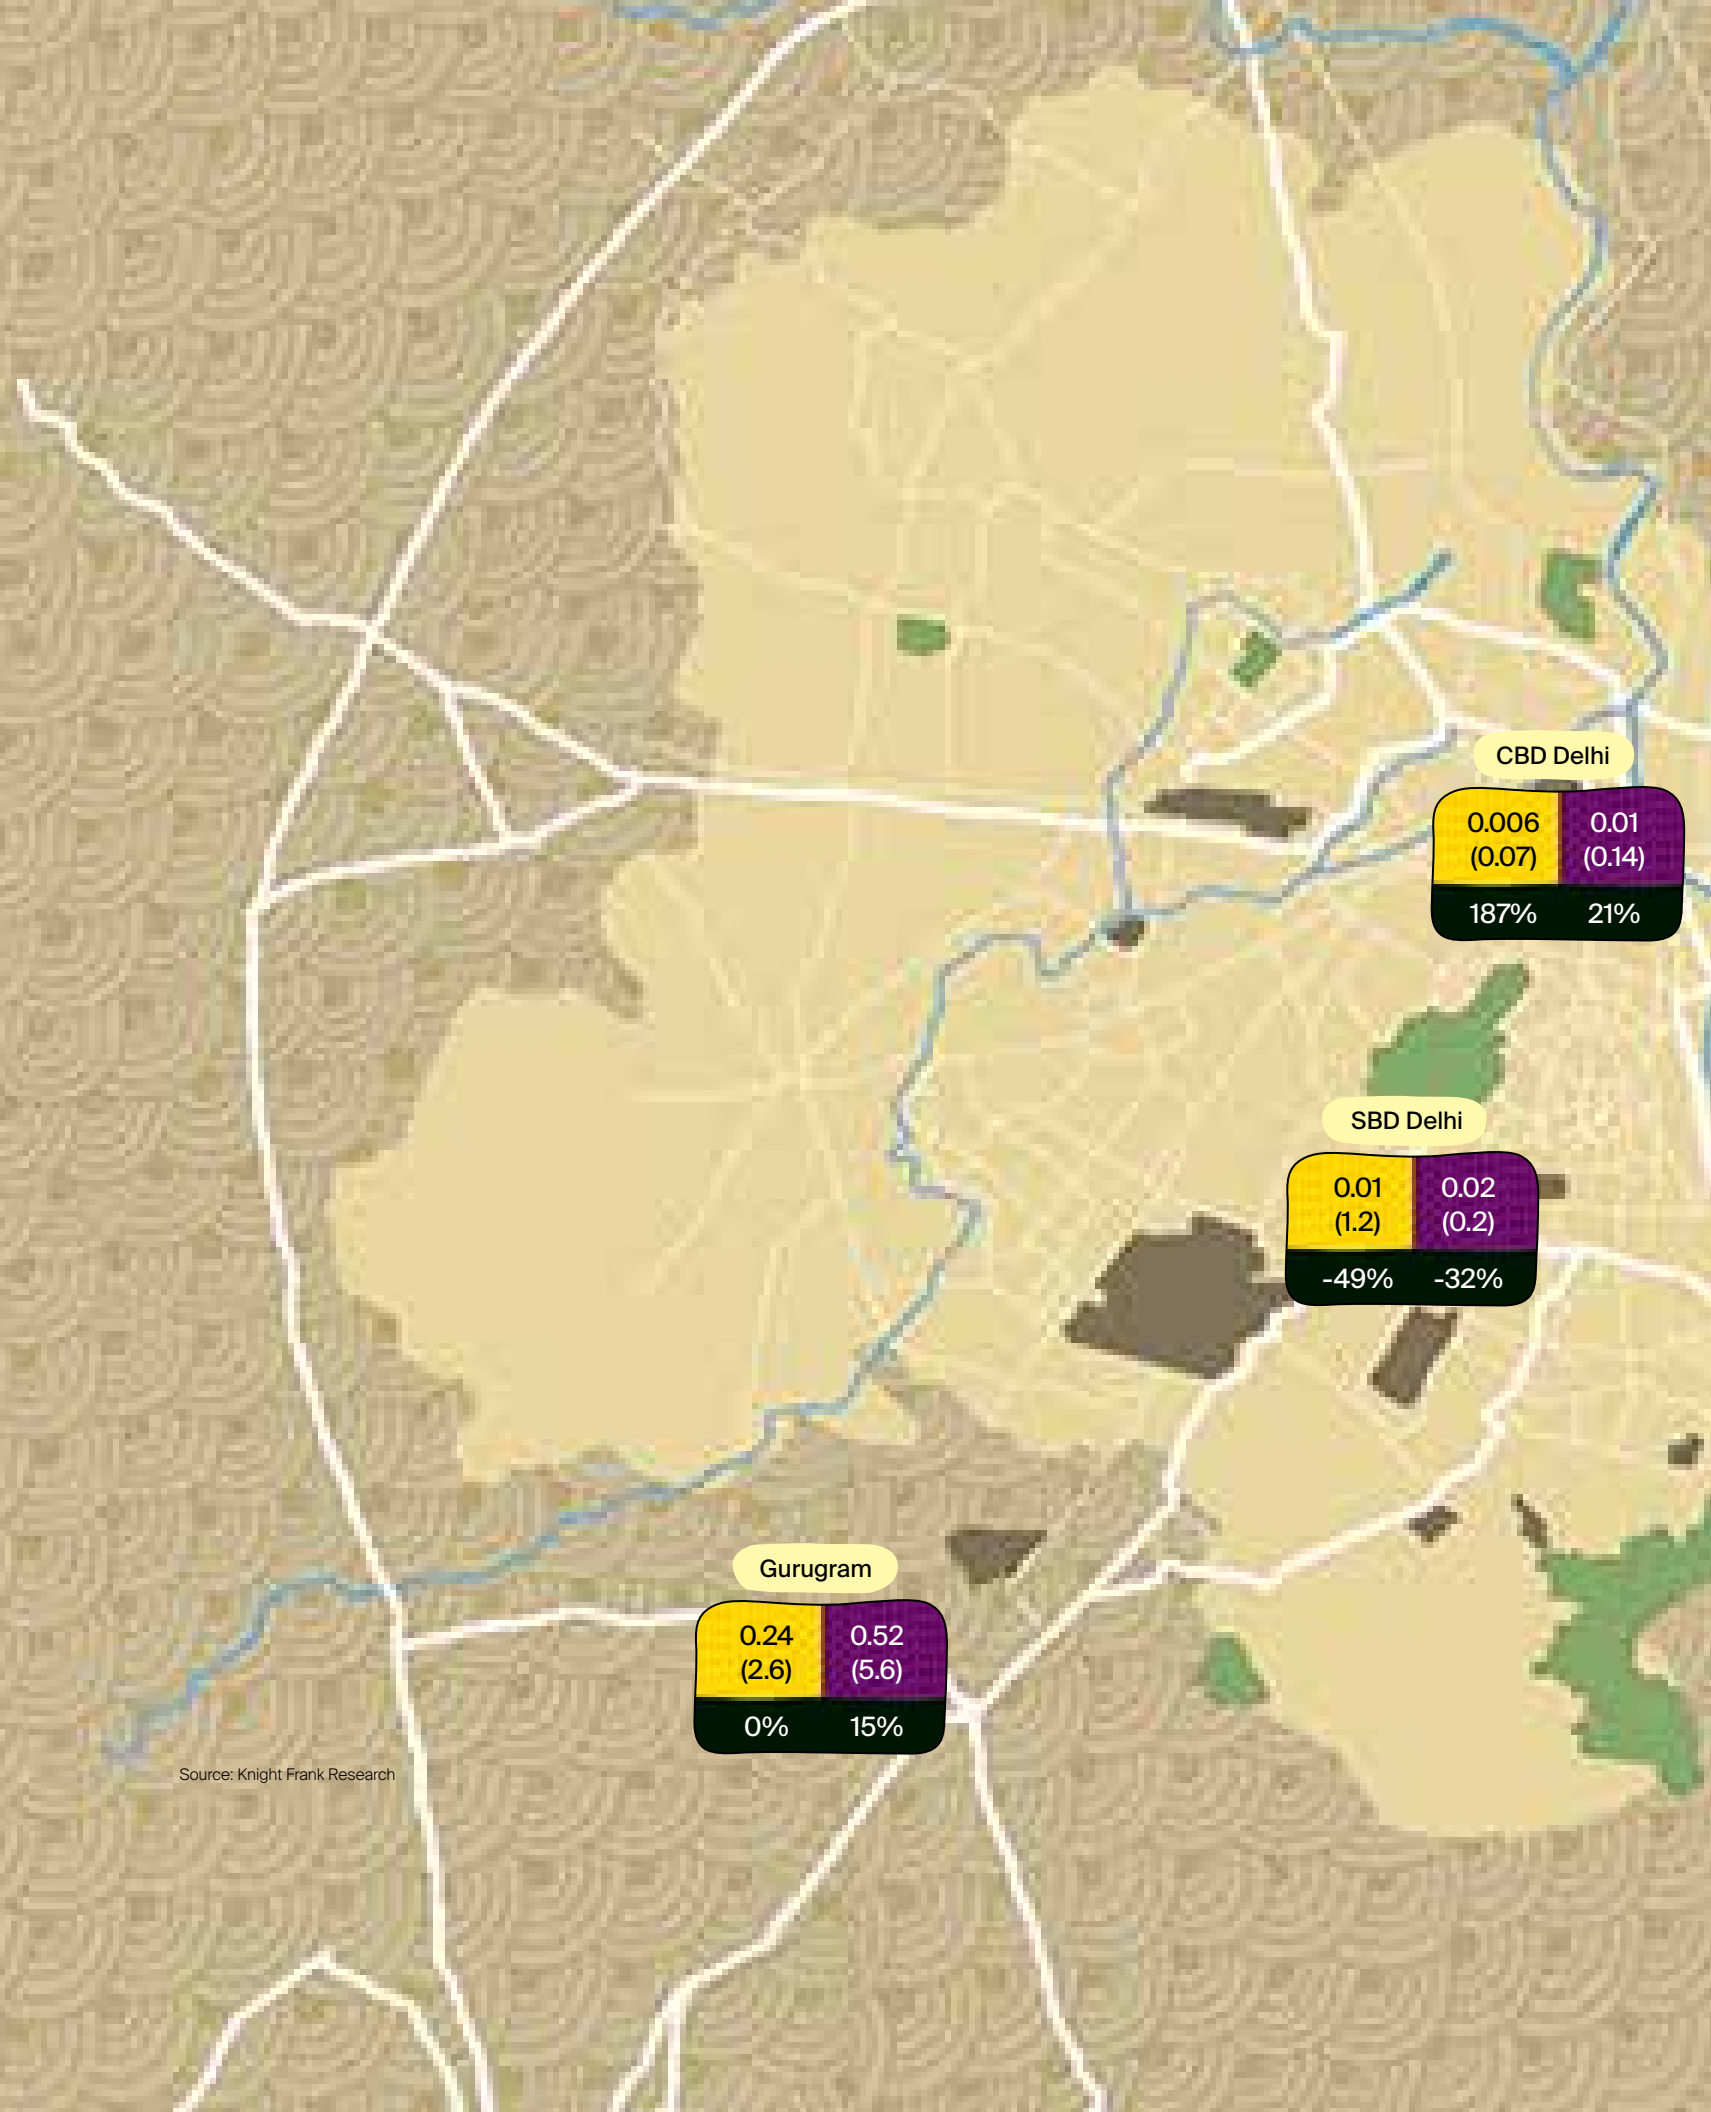 CBD Delhi
0.006 0.01
(0.07) (0.14)
187% 21%
SBD Delhi
0.01 0.02
(1.2) (0.2)
-49% -32%
Gurugram
0.24 0.52
(2.6) (5.6)
0% 15%
Source: Knight Frank Research